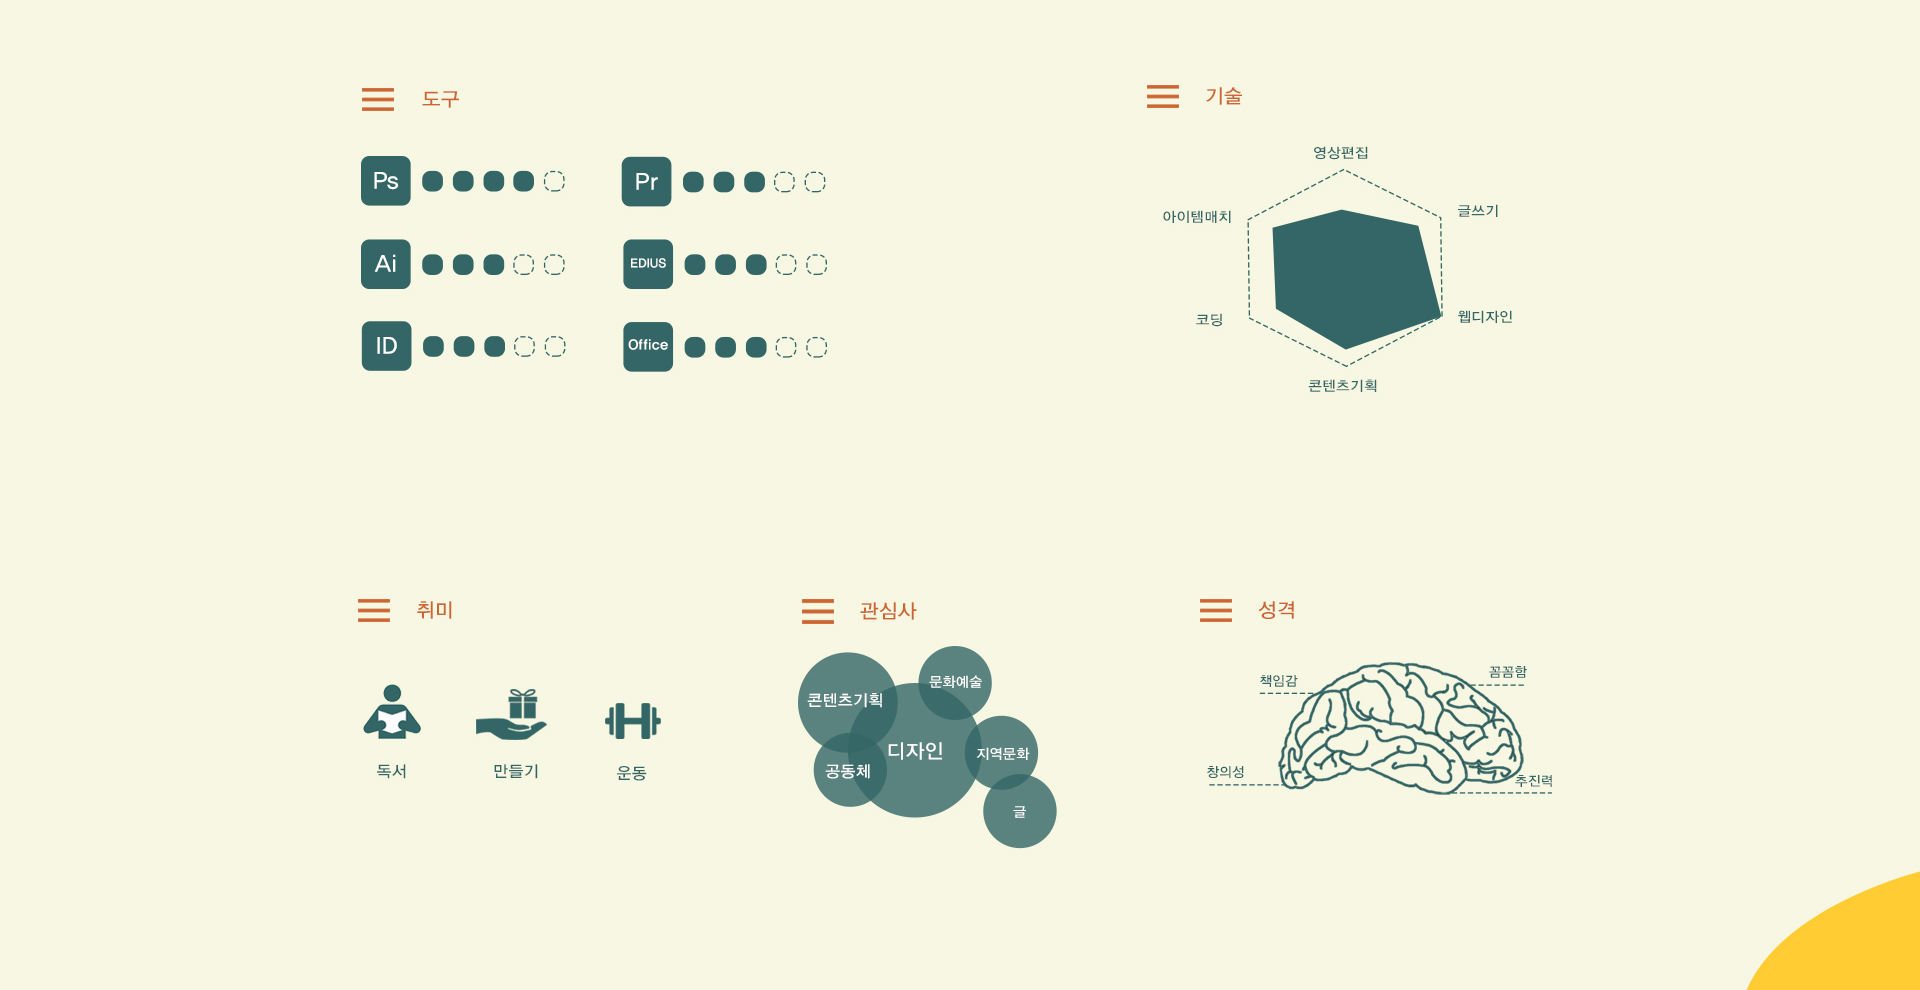 도구
Ps
Pr
Ai
EDIUS
ID
Office
기술
영상편집
아이템매치
글쓰기
코딩
웹디자인
콘텐츠기획
취미
독서
만들기
운동
관심사
콘텐츠기획
문화예술
디자인
지역문화
공동체
글
성격
책임감
꼼꼼함
창의성
추진력